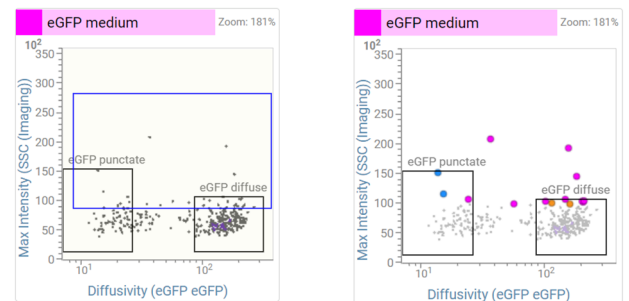 eGFP medium
Zoom: 181%
10²
350
300
250
200
150
100
50
0
eGFP punctate
eGFP diffuse
10¹
10²
Max Intensity (SSC (Imaging))
Diffusivity (eGFP eGFP)
eGFP medium
Zoom: 181%
10²
350
300
250
200
150
100
50
0
eGFP punctate
eGFP diffuse
10¹
10²
Max Intensity (SSC (Imaging))
Diffusivity (eGFP eGFP)